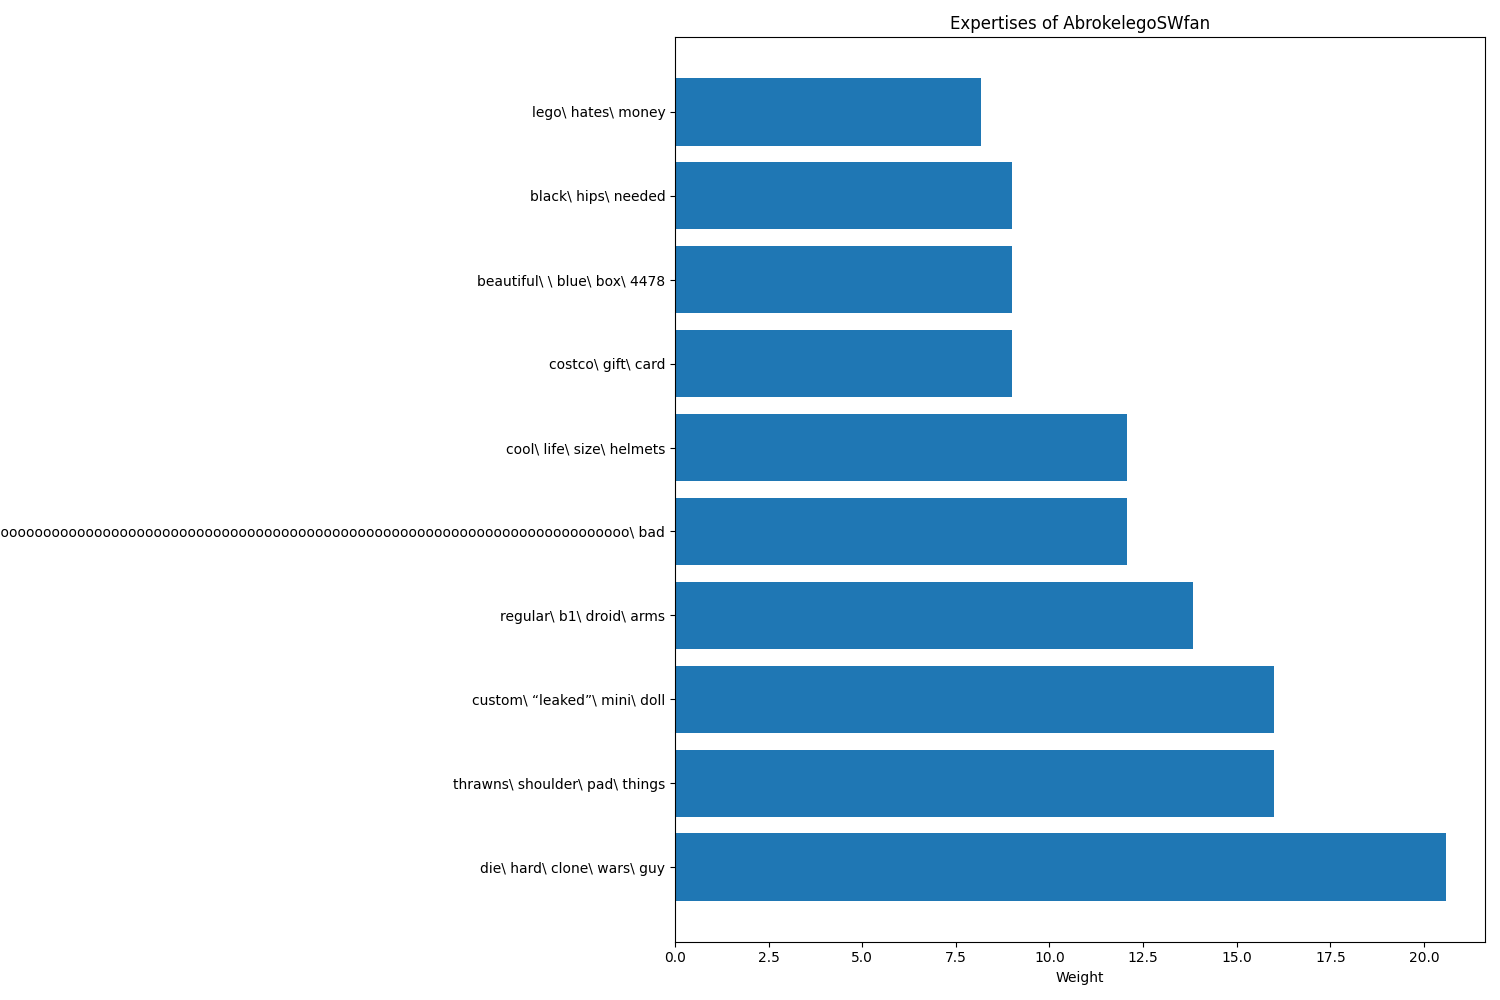 Expertises of AbrokelegoSWfan
lego\ hates\ money
black\ hips\ needed
beautiful\ \ blue\ box\ 4478
costco\ gift\ card
cool\ life\ size\ helmets
oooooooooooooooooooooooooooooooooooooooooooooooooooooooooooooooooooooooooo\ bad
regular\ b1\ droid\ arms
custom\ “leaked”\ mini\ doll
thrawns\ shoulder\ pad\ things
die\ hard\ clone\ wars\ guy
0.0 2.5 5.0 7.5 10.0 12.5 15.0 17.5 20.0
Weight